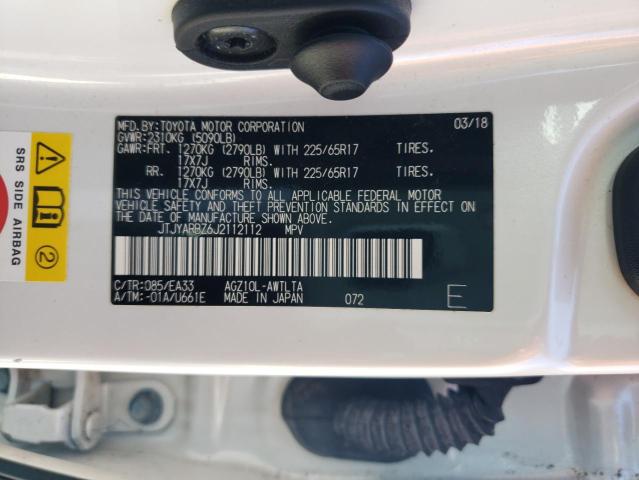 MFD.BY:TOYOTA MOTOR CORPORATION 03/18
GVWR:2310KG (5090LB)
GAWR:FRT. 1270KG (2790LB) WITH 225/65R17 TIRES.
17X7J RIMS.
RR. 1270KG (2790LB) WITH 225/65R17 TIRES.
17X7J RIMS.
THIS VEHICLE CONFORMS TO ALL APPLICABLE FEDERAL MOTOR
VEHICLE SAFETY AND THEFT PREVENTION STANDARDS IN EFFECT ON
THE DATE OF MANUFACTURE SHOWN ABOVE.
JTJYARBZ6J2112112 MPV
C/TR:085/EA33 AGZ10L-AWTLTA
A/TM:-01A/U661E MADE IN JAPAN 072 E
SRS SIDE AIRBAG
2